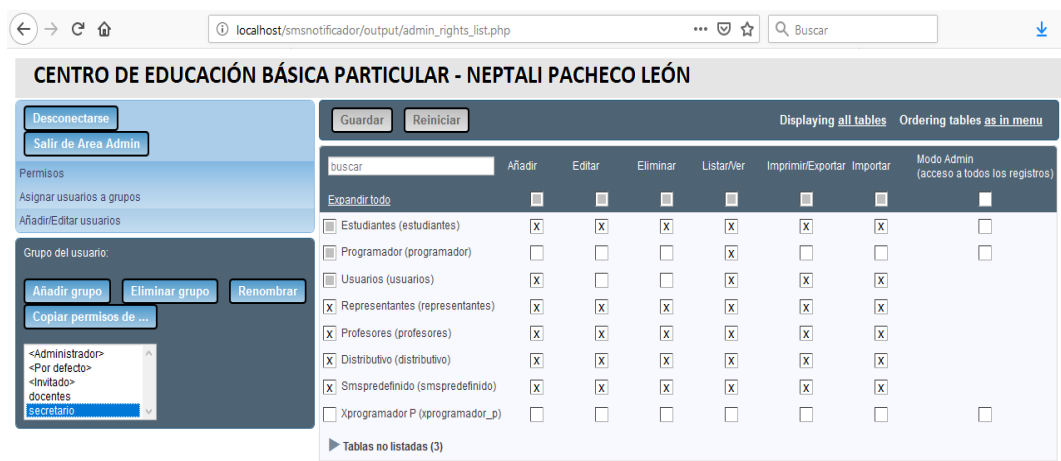 localhost/smsnotificador/output/admin_rights_list.php
Buscar
CENTRO DE EDUCACIÓN BÁSICA PARTICULAR - NEPTALI PACHECO LEÓN
Desconectarse
Salir de Area Admin
Permisos
Asignar usuarios a grupos
Añadir/Editar usuarios
Grupo del usuario:
Añadir grupo Eliminar grupo Renombrar
Copiar permisos de ...
<Administrador>
<Por defecto>
<Invitado>
docentes
secretario
Guardar Reiniciar Displaying all tables Ordering tables as in menu
buscar Añadir Editar Eliminar Listar/Ver Imprimir/Exportar Importar Modo Admin
(acceso a todos los registros)
Expandir todo
Estudiantes (estudiantes) x x x x x x
Programador (programador) x
Usuarios (usuarios) x x x x
x Representantes (representantes) x x x x x x
x Profesores (profesores) x x x x x x
x Distributivo (distributivo) x x x x x x
x Smspredefinido (smspredefinido) x x x x x x
Xprogramador P (xprogramador_p)
Tablas no listadas (3)